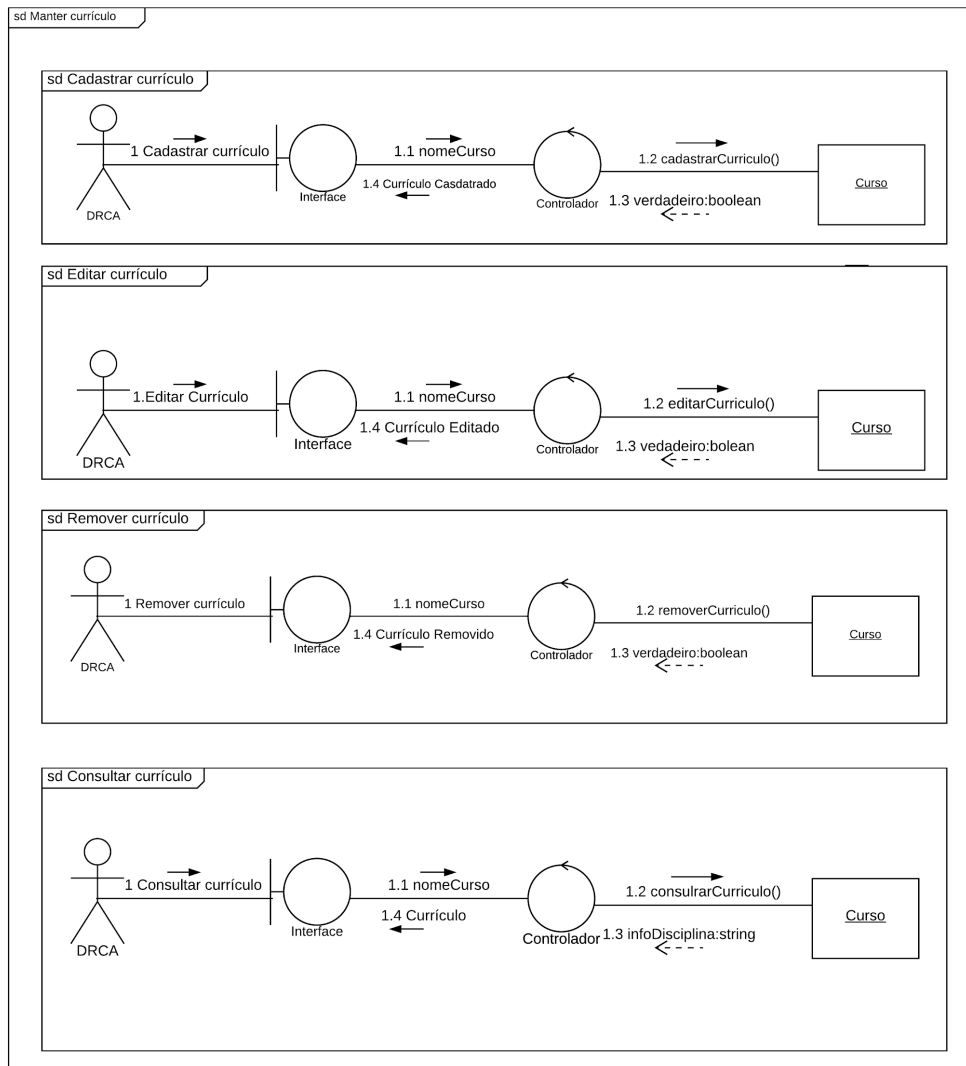 sd Manter currículo
sd Cadastrar currículo
1 Cadastrar currículo
1.1 nomeCurso
1.2 cadastrarCurriculo()
1.4 Currículo Casdatrado
1.3 verdadeiro:boolean
Curso
Interface
Controlador
DRCA
sd Editar currículo
1.Editar Currículo
1.1 nomeCurso
1.2 editarCurriculo()
1.4 Currículo Editado
1.3 vedadeiro:bolean
Curso
Interface
Controlador
DRCA
sd Remover currículo
1 Remover currículo
1.1 nomeCurso
1.2 removerCurriculo()
1.4 Currículo Removido
1.3 verdadeiro:boolean
Curso
Interface
Controlador
DRCA
sd Consultar currículo
1 Consultar currículo
1.1 nomeCurso
1.2 consulrarCurriculo()
1.4 Currículo
1.3 infoDisciplina:string
Curso
Interface
Controlador
DRCA